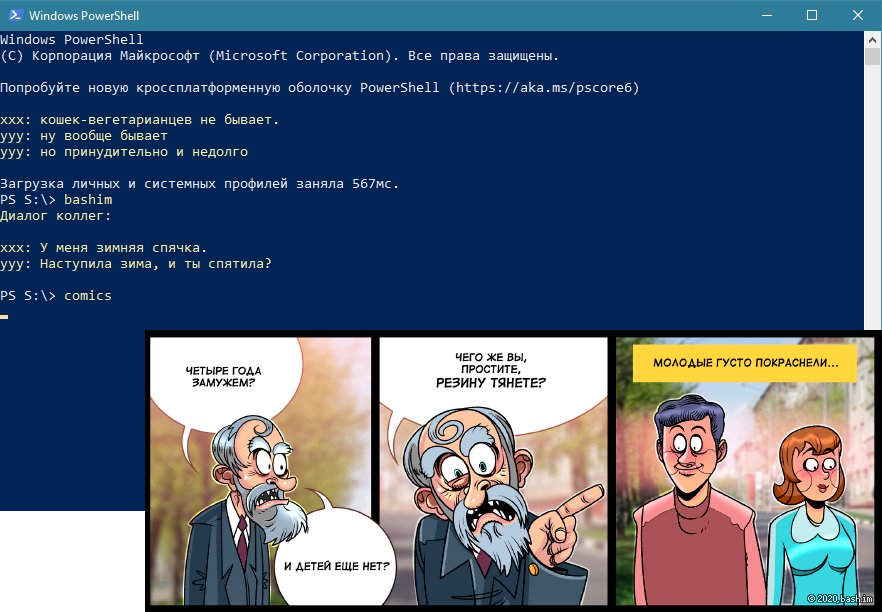 Windows PowerShell
Windows PowerShell
(C) Корпорация Майкрософт (Microsoft Corporation). Все права защищены.
Попробуйте новую кроссплатформенную оболочку PowerShell (https://aka.ms/pscore6)
xxx: кошек-вегетарианцев не бывает.
yyy: ну вообще бывает
yyy: но принудительно и недолго
Загрузка личных и системных профилей заняла 567мс.
PS S:\> bashim
Диалог коллег:
xxx: У меня зимняя спячка.
yyy: Наступила зима, и ты спятила?
PS S:\> comics
ЧЕТЫРЕ ГОДА
ЗАМУЖЕМ?
И ДЕТЕЙ ЕЩЕ НЕТ?
ЧЕГО ЖЕ ВЫ,
ПРОСТИТЕ,
РЕЗИНУ ТЯНЕТЕ?
МОЛОДЫЕ ГУСТО ПОКРАСНЕЛИ...
© 2020 bash.im